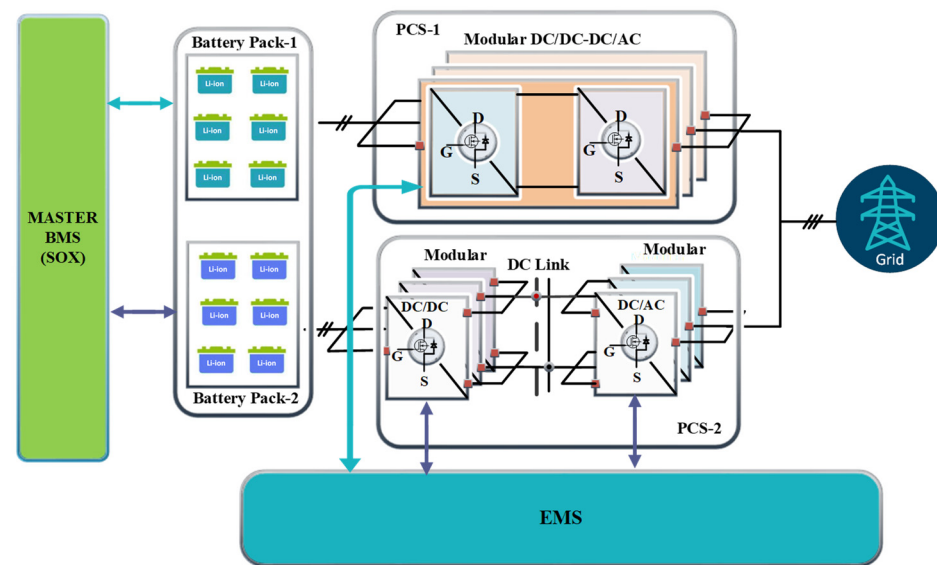 MASTER
BMS
(SOX)
Battery Pack-1
Li-ion
Li-ion
Li-ion
Li-ion
Li-ion
Li-ion
Li-ion
Li-ion
Li-ion
Li-ion
Li-ion
Li-ion
Battery Pack-2
PCS-1
Modular DC/DC-DC/AC
D
G
S
D
G
S
Modular
DC Link
Modular
DC/DC
D
G
S
DC/AC
D
G
S
PCS-2
Grid
EMS